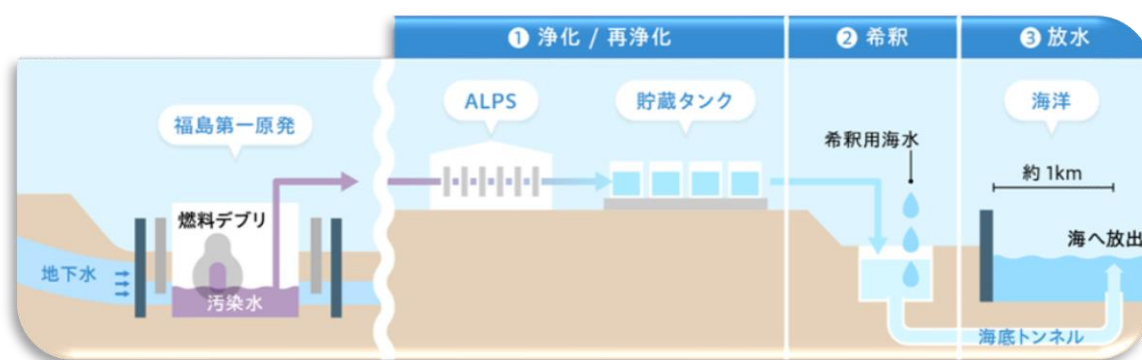 ❶ 浄化 / 再浄化
❷ 希釈
❸ 放水
福島第一原発
ALPS
貯蔵タンク
海洋
希釈用海水
約 1km
燃料デブリ
海へ放出
地下水
汚染水
海底トンネル